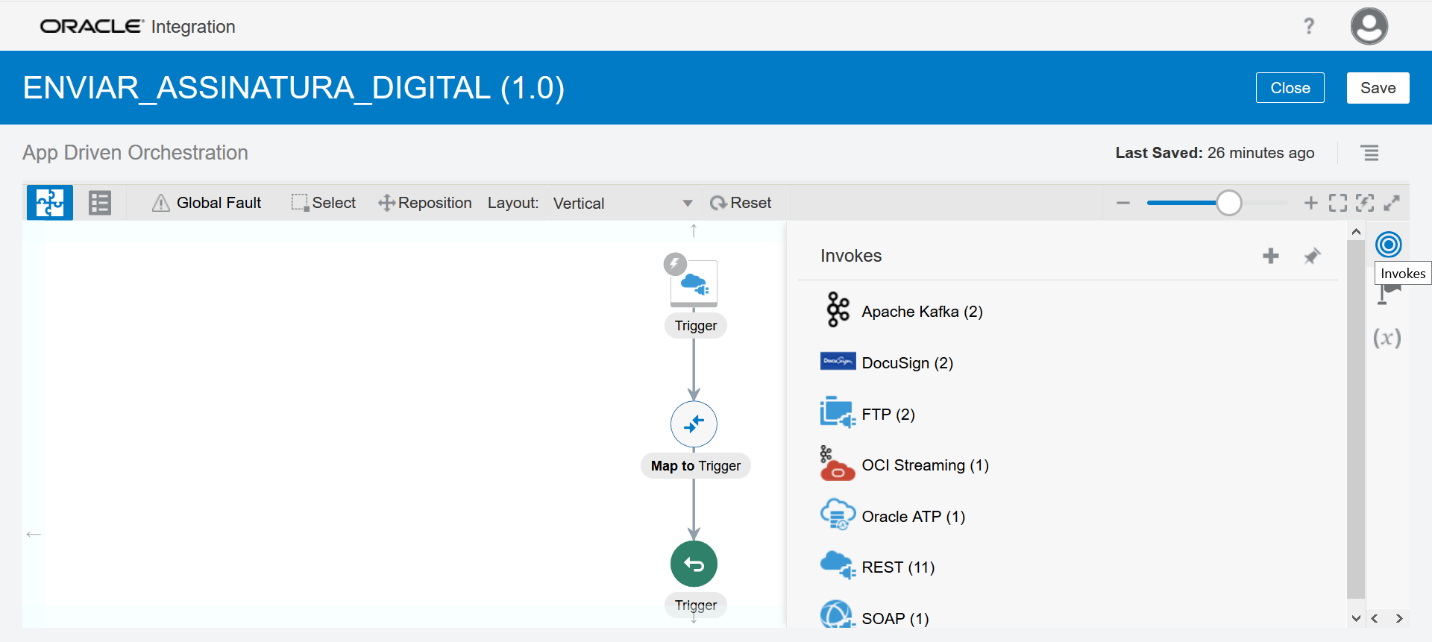 ORACLE Integration
?
ENVIAR_ASSINATURA_DIGITAL (1.0)
Close
Save
App Driven Orchestration
Last Saved: 26 minutes ago
Global Fault
Select
Reposition
Layout: Vertical
Reset
Trigger
Map to Trigger
Trigger
Invokes
Apache Kafka (2)
DocuSign
DocuSign (2)
FTP (2)
OCI Streaming (1)
Oracle ATP (1)
REST (11)
SOAP (1)
Invokes
(x)